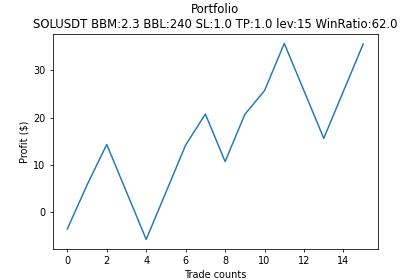 Portfolio
SOLUSDT BBM:2.3 BBL:240 SL:1.0 TP:1.0 lev:15 WinRatio:62.0
30
20
10
0
Profit ($)
0 2 4 6 8 10 12 14
Trade counts